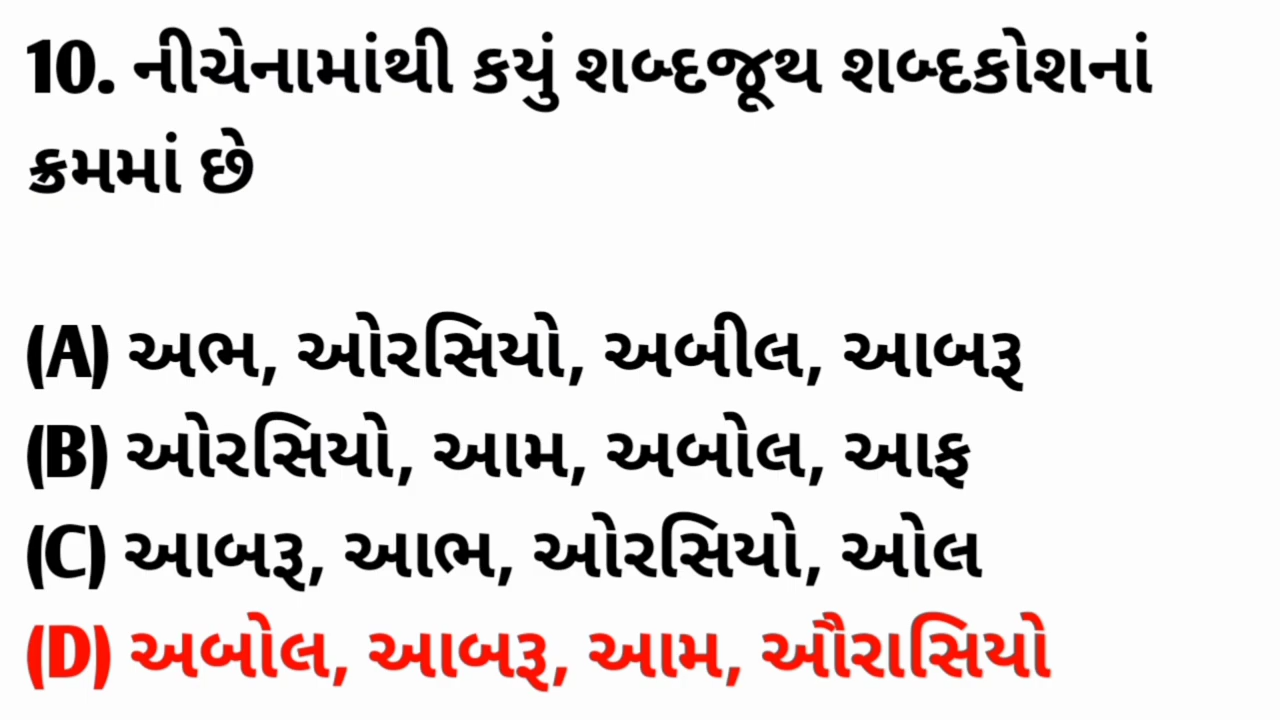 10. નીચેનામાંથી કયું શબ્દજૂથ શબ્દકોશનાં
ક્રમમાં છે
(A) અભ, ઓરસિયો, અબીલ, આબરૂ
(B) ઓરસિયો, આમ, અબોલ, આફ
(C) આબરૂ, આભ, ઓરસિયો, ઓલ
(D) અબોલ, આબરૂ, આમ, ઔરાસિયો